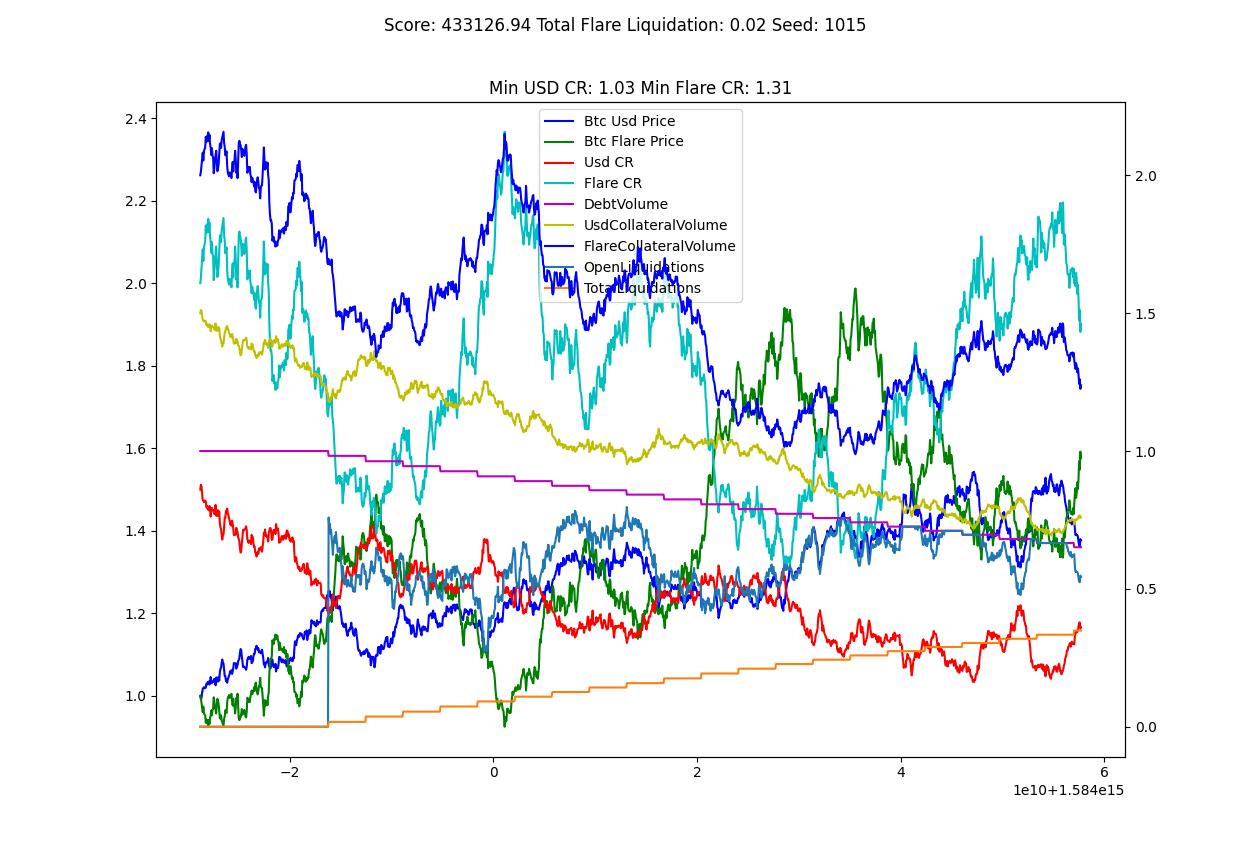 Score: 433126.94 Total Flare Liquidation: 0.02 Seed: 1015
Min USD CR: 1.03 Min Flare CR: 1.31
Btc Usd Price
Btc Flare Price
Usd CR
Flare CR
DebtVolume
UsdCollateralVolume
FlareCollateralVolume
OpenLiquidations
TotalLiquidations
2.4
2.2
2.0
1.8
1.6
1.4
1.2
1.0
2.0
1.5
1.0
0.5
0.0
−2
0
2
4
6
1e10+1.584e15